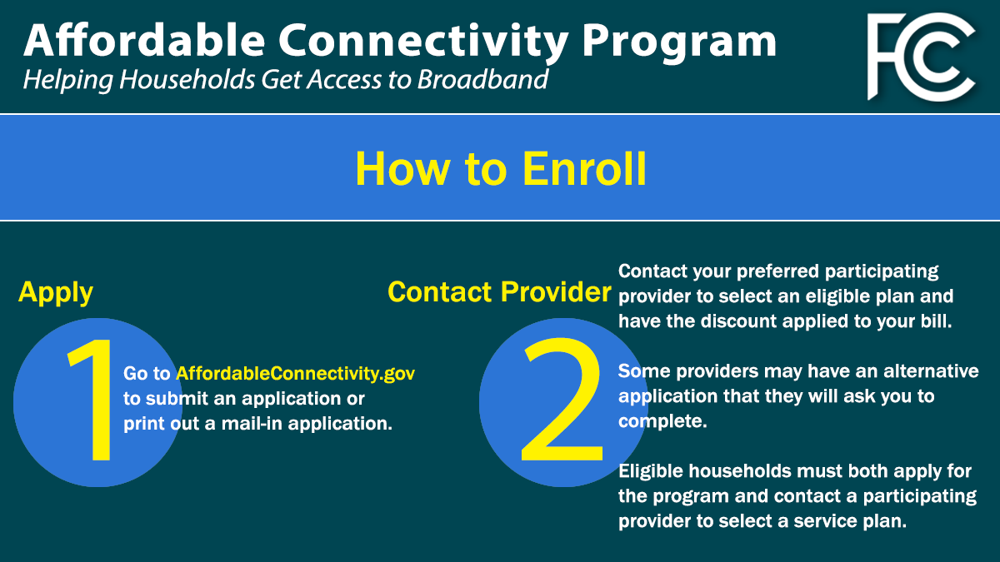 Affordable Connectivity Program
Helping Households Get Access to Broadband
FCC
How to Enroll
Apply
1
Go to AffordableConnectivity.gov
to submit an application or
print out a mail-in application.
Contact Provider
2
Contact your preferred participating
provider to select an eligible plan and
have the discount applied to your bill.
Some providers may have an alternative
application that they will ask you to
complete.
Eligible households must both apply for
the program and contact a participating
provider to select a service plan.